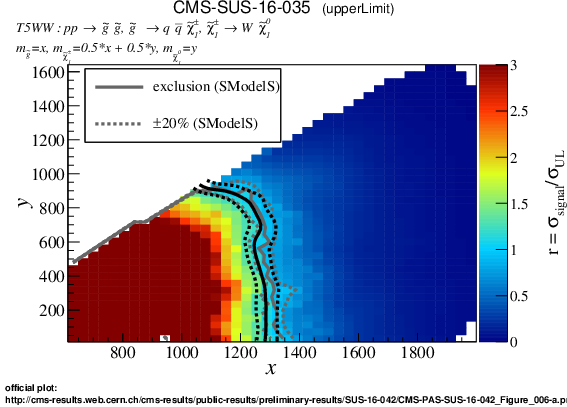 CMS-SUS-16-035 (upperLimit)
T5WW : pp → g̃ g̃, g̃ → q q̅ χ̃₁±, χ̃₁± → W χ̃₁⁰
m_g̃=x, m_χ̃₁±=0.5*x + 0.5*y, m_χ̃₁⁰=y
exclusion (SModelS)
±20% (SModelS)
1600
1400
1200
1000
800
600
400
200
y
800 1000 1200 1400 1600 1800
x
3
2.5
2
1.5
1
0.5
0
r = σsignal/σUL
official plot:
http://cms-results.web.cern.ch/cms-results/public-results/preliminary-results/SUS-16-042/CMS-PAS-SUS-16-042_Figure_006-a.p